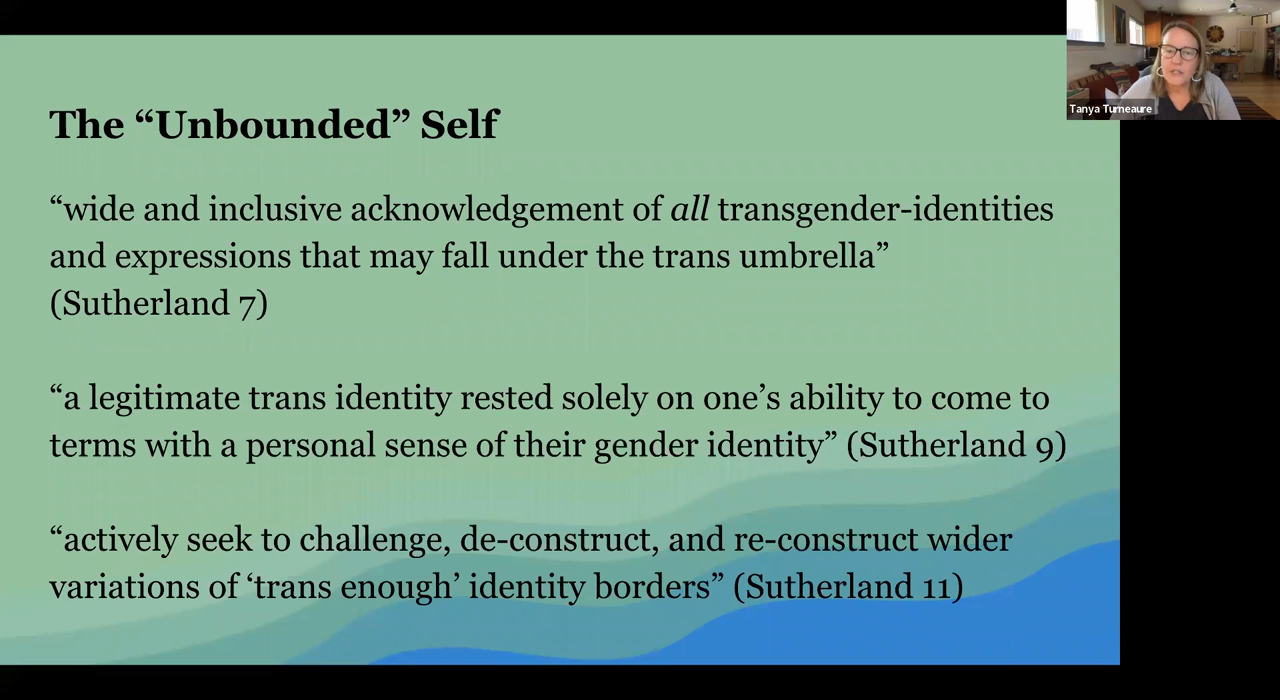 The “Unbounded” Self
“wide and inclusive acknowledgement of all transgender-identities
and expressions that may fall under the trans umbrella”
(Sutherland 7)
“a legitimate trans identity rested solely on one’s ability to come to
terms with a personal sense of their gender identity” (Sutherland 9)
“actively seek to challenge, de-construct, and re-construct wider
variations of ‘trans enough’ identity borders” (Sutherland 11)
Tanya Turneaure